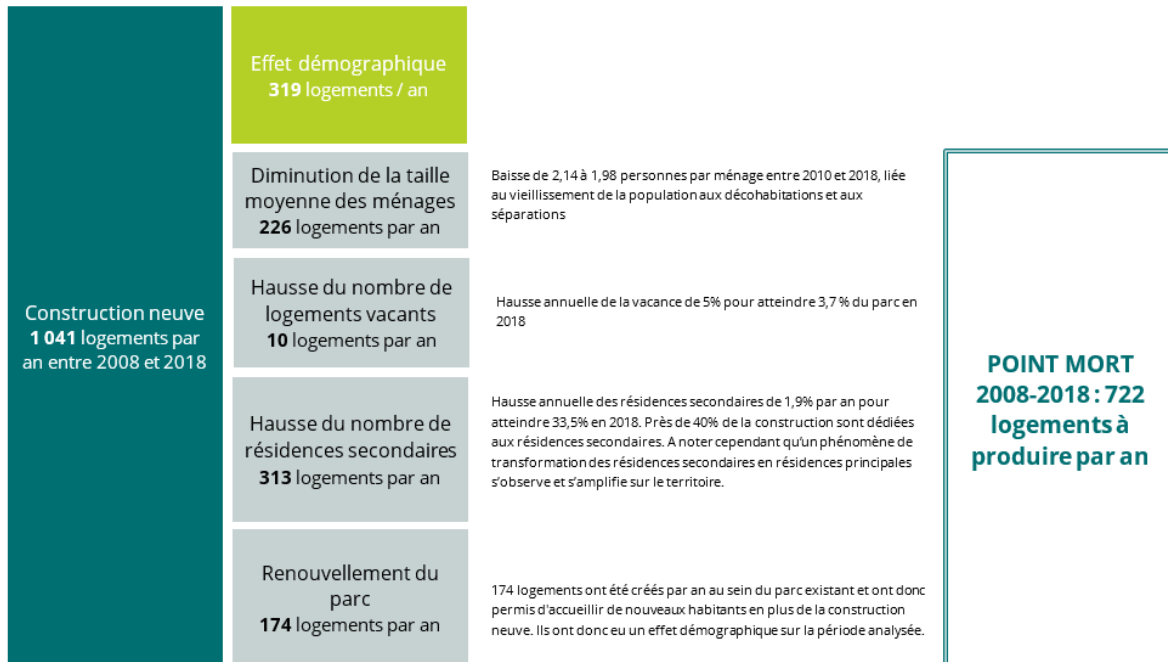 Effet démographique
319 logements / an
Diminution de la taille
moyenne des ménages
226 logements par an
Baisse de 2,14 à 1,98 personnes par ménage entre 2010 et 2018, liée
au vieillissement de la population aux décohabitations et aux
séparations
Hausse du nombre de
logements vacants
10 logements par an
Hausse annuelle de la vacance de 5% pour atteindre 3,7 % du parc en
2018
Construction neuve
1 041 logements par
an entre 2008 et 2018
Hausse du nombre de
résidences secondaires
313 logements par an
Hausse annuelle des résidences secondaires de 1,9% par an pour
atteindre 33,5% en 2018. Près de 40% de la construction sont dédiées
aux résidences secondaires. A noter cependant qu'un phénomène de
transformation des résidences secondaires en résidences principales
s'observe et s'amplifie sur le territoire.
POINT MORT
2008-2018 : 722
logements à
produire par an
Renouvellement du
parc
174 logements par an
174 logements ont été créés par an au sein du parc existant et ont donc
permis d'accueillir de nouveaux habitants en plus de la construction
neuve. Ils ont donc eu un effet démographique sur la période analysée.